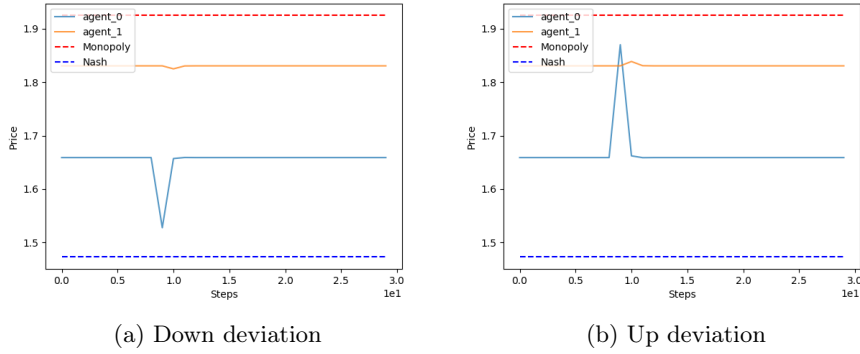 agent_0
agent_1
Monopoly
Nash
1.9
1.8
1.7
1.6
1.5
Price
0.0 0.5 1.0 1.5 2.0 2.5 3.0
Steps
1e1
(a) Down deviation
agent_0
agent_1
Monopoly
Nash
1.9
1.8
1.7
1.6
1.5
Price
0.0 0.5 1.0 1.5 2.0 2.5 3.0
Steps
1e1
(b) Up deviation